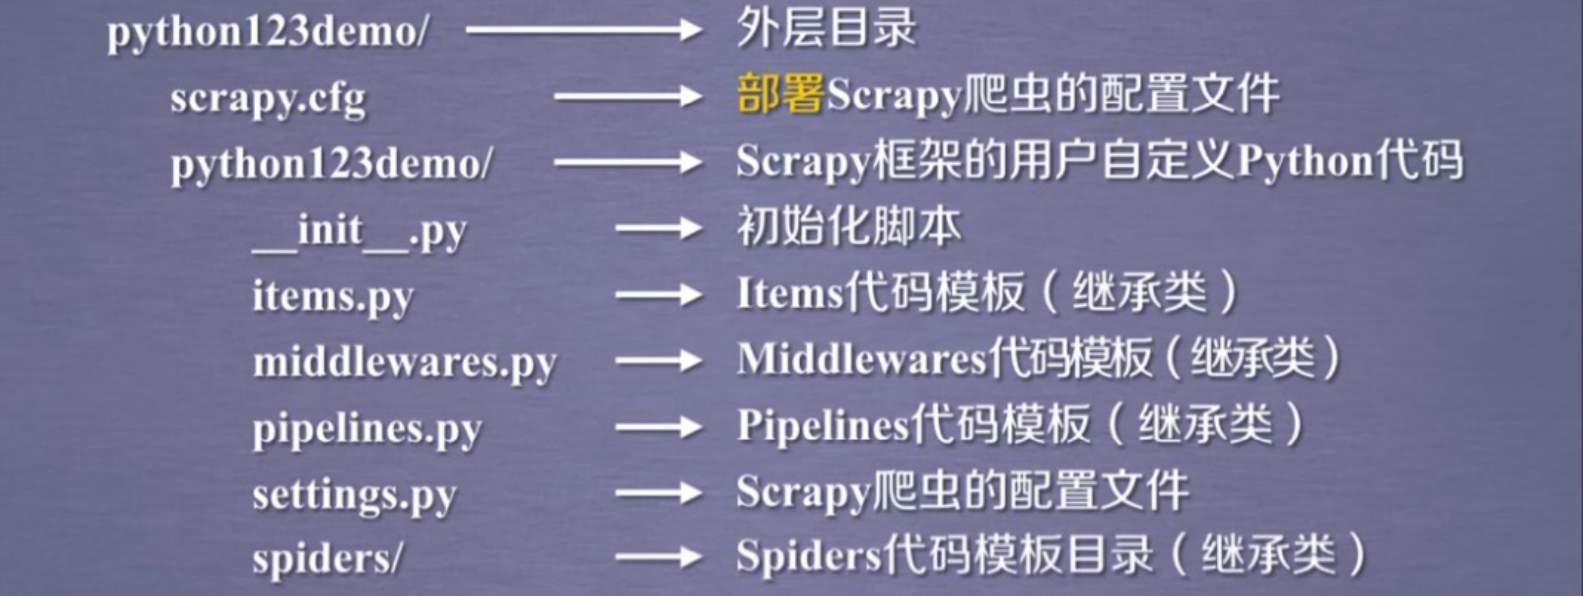 python123demo/ 外层目录
scrapy.cfg 部署Scrapy爬虫的配置文件
python123demo/ Scrapy框架的用户自定义Python代码
__init__.py 初始化脚本
items.py Items代码模板（继承类）
middlewares.py Middlewares代码模板（继承类）
pipelines.py Pipelines代码模板（继承类）
settings.py Scrapy爬虫的配置文件
spiders/ Spiders代码模板目录（继承类）